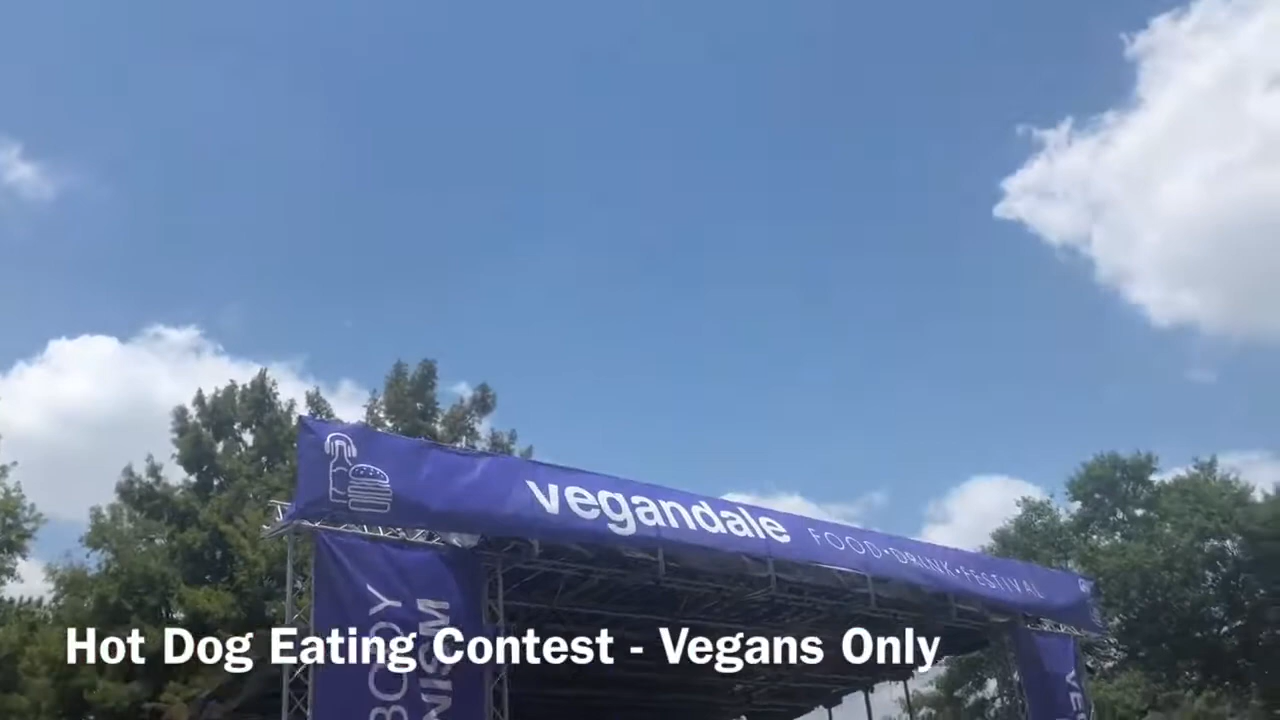 vegandale FOOD•DRINK•FESTIVAL
Hot Dog Eating Contest - Vegans Only